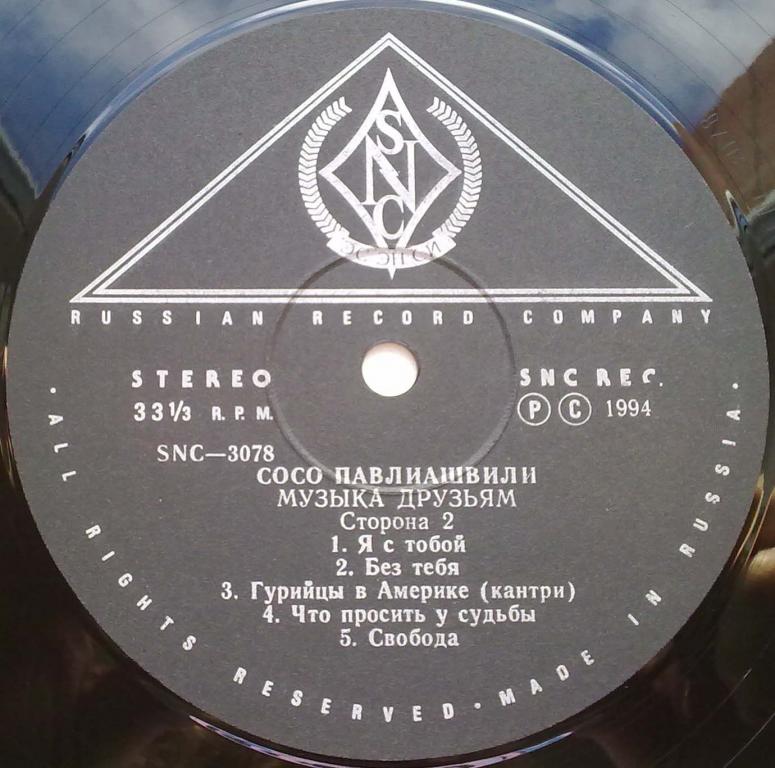 SNC
ЭС ЭН СИ
RUSSIAN RECORD COMPANY
STEREO
33 1/3 R. P. M.
SNC REC.
P C 1994
SNC—3078
СОСО ПАВЛИАШВИЛИ
МУЗЫКА ДРУЗЬЯМ
Сторона 2
1. Я с тобой
2. Без тебя
3. Гурийцы в Америке (кантри)
4. Что просить у судьбы
5. Свобода
· ALL RIGHTS RESERVED · MADE IN RUSSIA ·